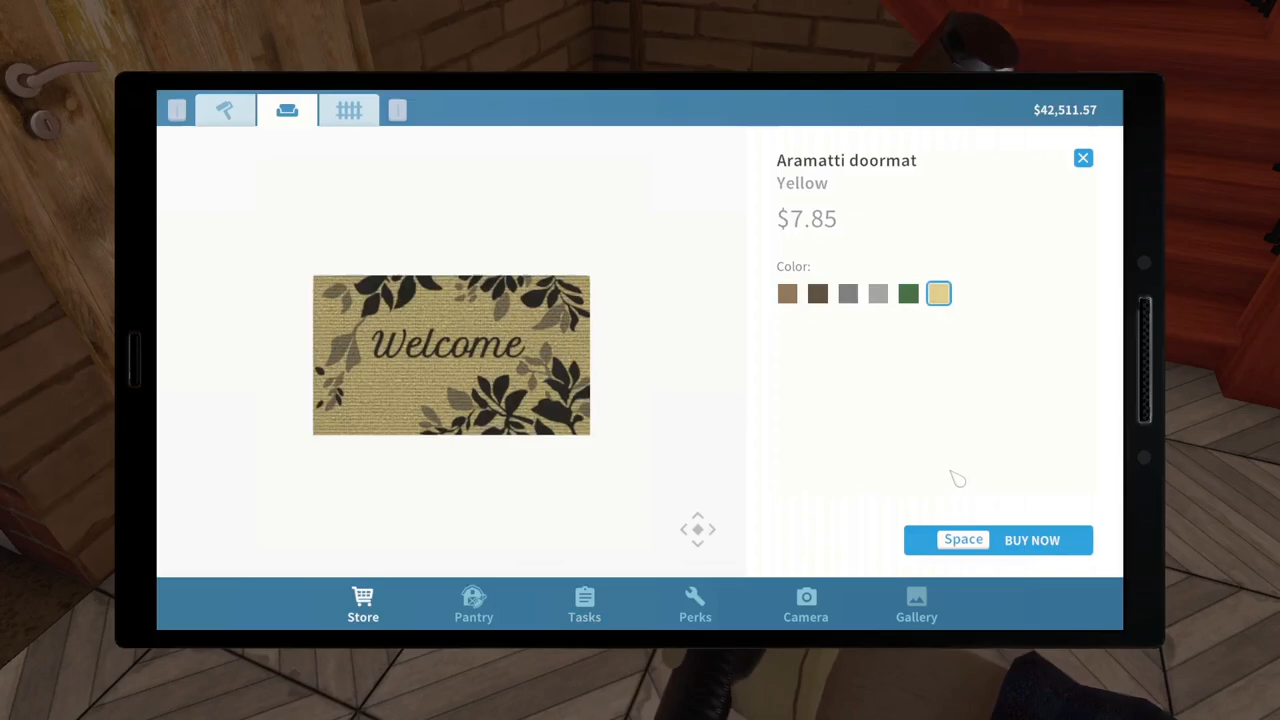 $42,511.57
Aramatti doormat
Yellow
$7.85
Color:
Welcome
Space BUY NOW
Store Pantry Tasks Perks Camera Gallery